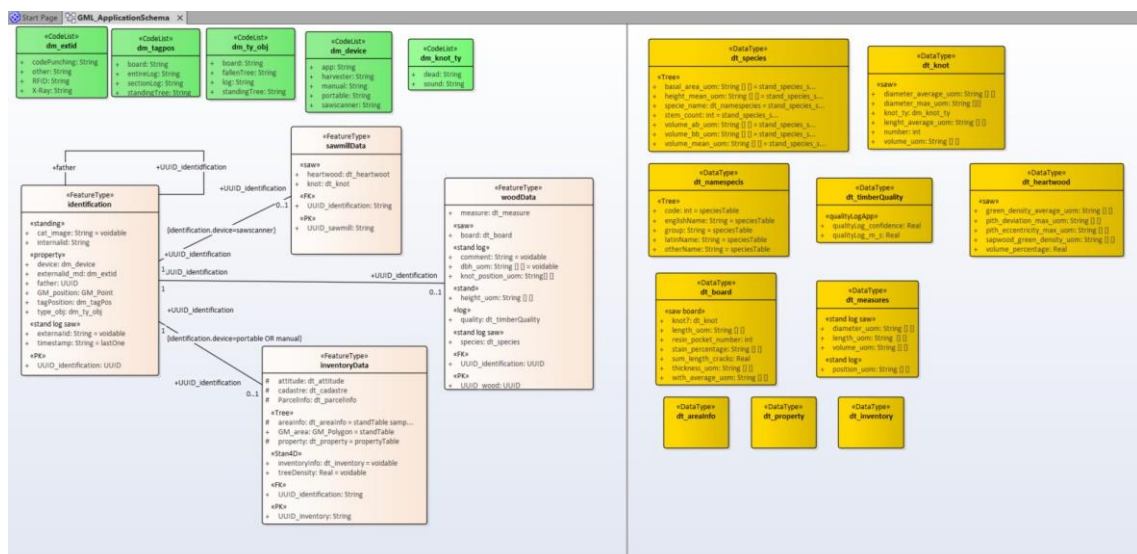 Start Page
GML_ApplicationSchema
«CodeList»
dm_extid
+ codePunching: String
+ other: String
+ RFID: String
+ X-Ray: String
«CodeList»
dm_tagpos
+ board: String
+ entireLog: String
+ sectionLog: String
+ standingTree: String
«CodeList»
dm_ty_obj
+ board: String
+ fallenTree: String
+ log: String
+ standingTree: String
«CodeList»
dm_device
+ app: String
+ harvester: String
+ manual: String
+ portable: String
+ sawscanner: String
«CodeList»
dm_knot_ty
+ dead: String
+ sound: String
+father
+UUID_identidfication
«FeatureType»
identification
«standing»
+ cat_image: String = voidable
+ internalid: String
«property»
+ device: dm_device
+ externalid_md: dm_extid
+ father: UUID
+ GM_position: GM_Point
+ tagPosition: dm_tagPos
+ type_obj: dm_ty_obj
«stand log saw»
+ externalid: String = voidable
+ timestamp: String = lastOne
«PK»
+ UUID_identification: UUID
«FeatureType»
sawmillData
«saw»
+ heartwood: dt_heartwoot
+ knot: dt_knot
«FK»
+ UUID_identification: String
«PK»
+ UUID_sawmill: String
+UUID_identification
0..1
{identification.device=sawscanner}
1
+UUID_identification
1
+UUID_identification
0..1
1
{identification.device=portable OR manual}
+UUID_identification
0..1
«FeatureType»
woodData
+ measure: dt_measure
«saw»
+ board: dt_board
«stand log»
+ comment: String = voidable
+ dbh_uom: String [] [] = voidable
+ knot_position_uom: String[] []
«stand»
+ height_uom: String [] []
«log»
+ quality: dt_timberQuality
«stand log saw»
+ species: dt_species
«FK»
+ UUID_identification: UUID
«PK»
+ UUID_wood: UUID
«FeatureType»
inventoryData
# attitude: dt_attitude
# cadastre: dt_cadastre
# ParcelInfo: dt_parcelinfo
«Tree»
# areaInfo: dt_areaInfo = standTable samp...
+ GM_area: GM_Polygon = standTable
# property: dt_property = propertyTable
«Stan4D»
+ inventoryInfo: dt_inventory = voidable
+ treeDensity: Real = voidable
«FK»
+ UUID_identification: String
«PK»
+ UUID_inventory: String
«DataType»
dt_species
«Tree»
+ basal_area_uom: String [] [] = stand_species_s...
+ height_mean_uom: String [] [] = stand_species_s...
+ specie_name: dt_namespecies = stand_species_s...
+ stem_count: int = stand_species_s...
+ volume_ab_uom: String [] [] = stand_species_s...
+ volume_bb_uom: String [] [] = stand_species_s...
+ volume_mean_uom: String [] [] = stand_species_s...
«DataType»
dt_knot
«saw»
+ diameter_average_uom: String [] []
+ diameter_max_uom: String [][]
+ knot_ty: dm_knot_ty
+ lenght_average_uom: String [] []
+ number: int
+ volume_uom: String [] []
«DataType»
dt_namespecis
«Tree»
+ code: int = speciesTable
+ englishName: String = speciesTable
+ group: String = speciesTable
+ latinName: String = speciesTable
+ otherName: String = speciesTable
«DataType»
dt_timberQuality
«qualityLogApp»
+ qualityLog_confidence: Real
+ qualityLog_m_s: Real
«DataType»
dt_heartwood
«saw»
+ green_density_average_uom: String [] []
+ pith_deviation_max_uom: String [] []
+ pith_eccentricity_max_uom: String [] []
+ sapwood_green_density_uom: String [] []
+ volume_percentage: Real
«DataType»
dt_board
«saw board»
+ knot7: dt_knot
+ length_uom: String [] []
+ resin_pocket_number: int
+ stain_percentage: String [] []
+ sum_length_cracks: Real
+ thickness_uom: String [] []
+ with_average_uom: String [] []
«DataType»
dt_measures
«stand log saw»
+ diameter_uom: String [] []
+ length_uom: String [] []
+ volume_uom: String [] []
«stand log»
+ position_uom: String [] []
«DataType»
dt_areaInfo
«DataType»
dt_property
«DataType»
dt_inventory